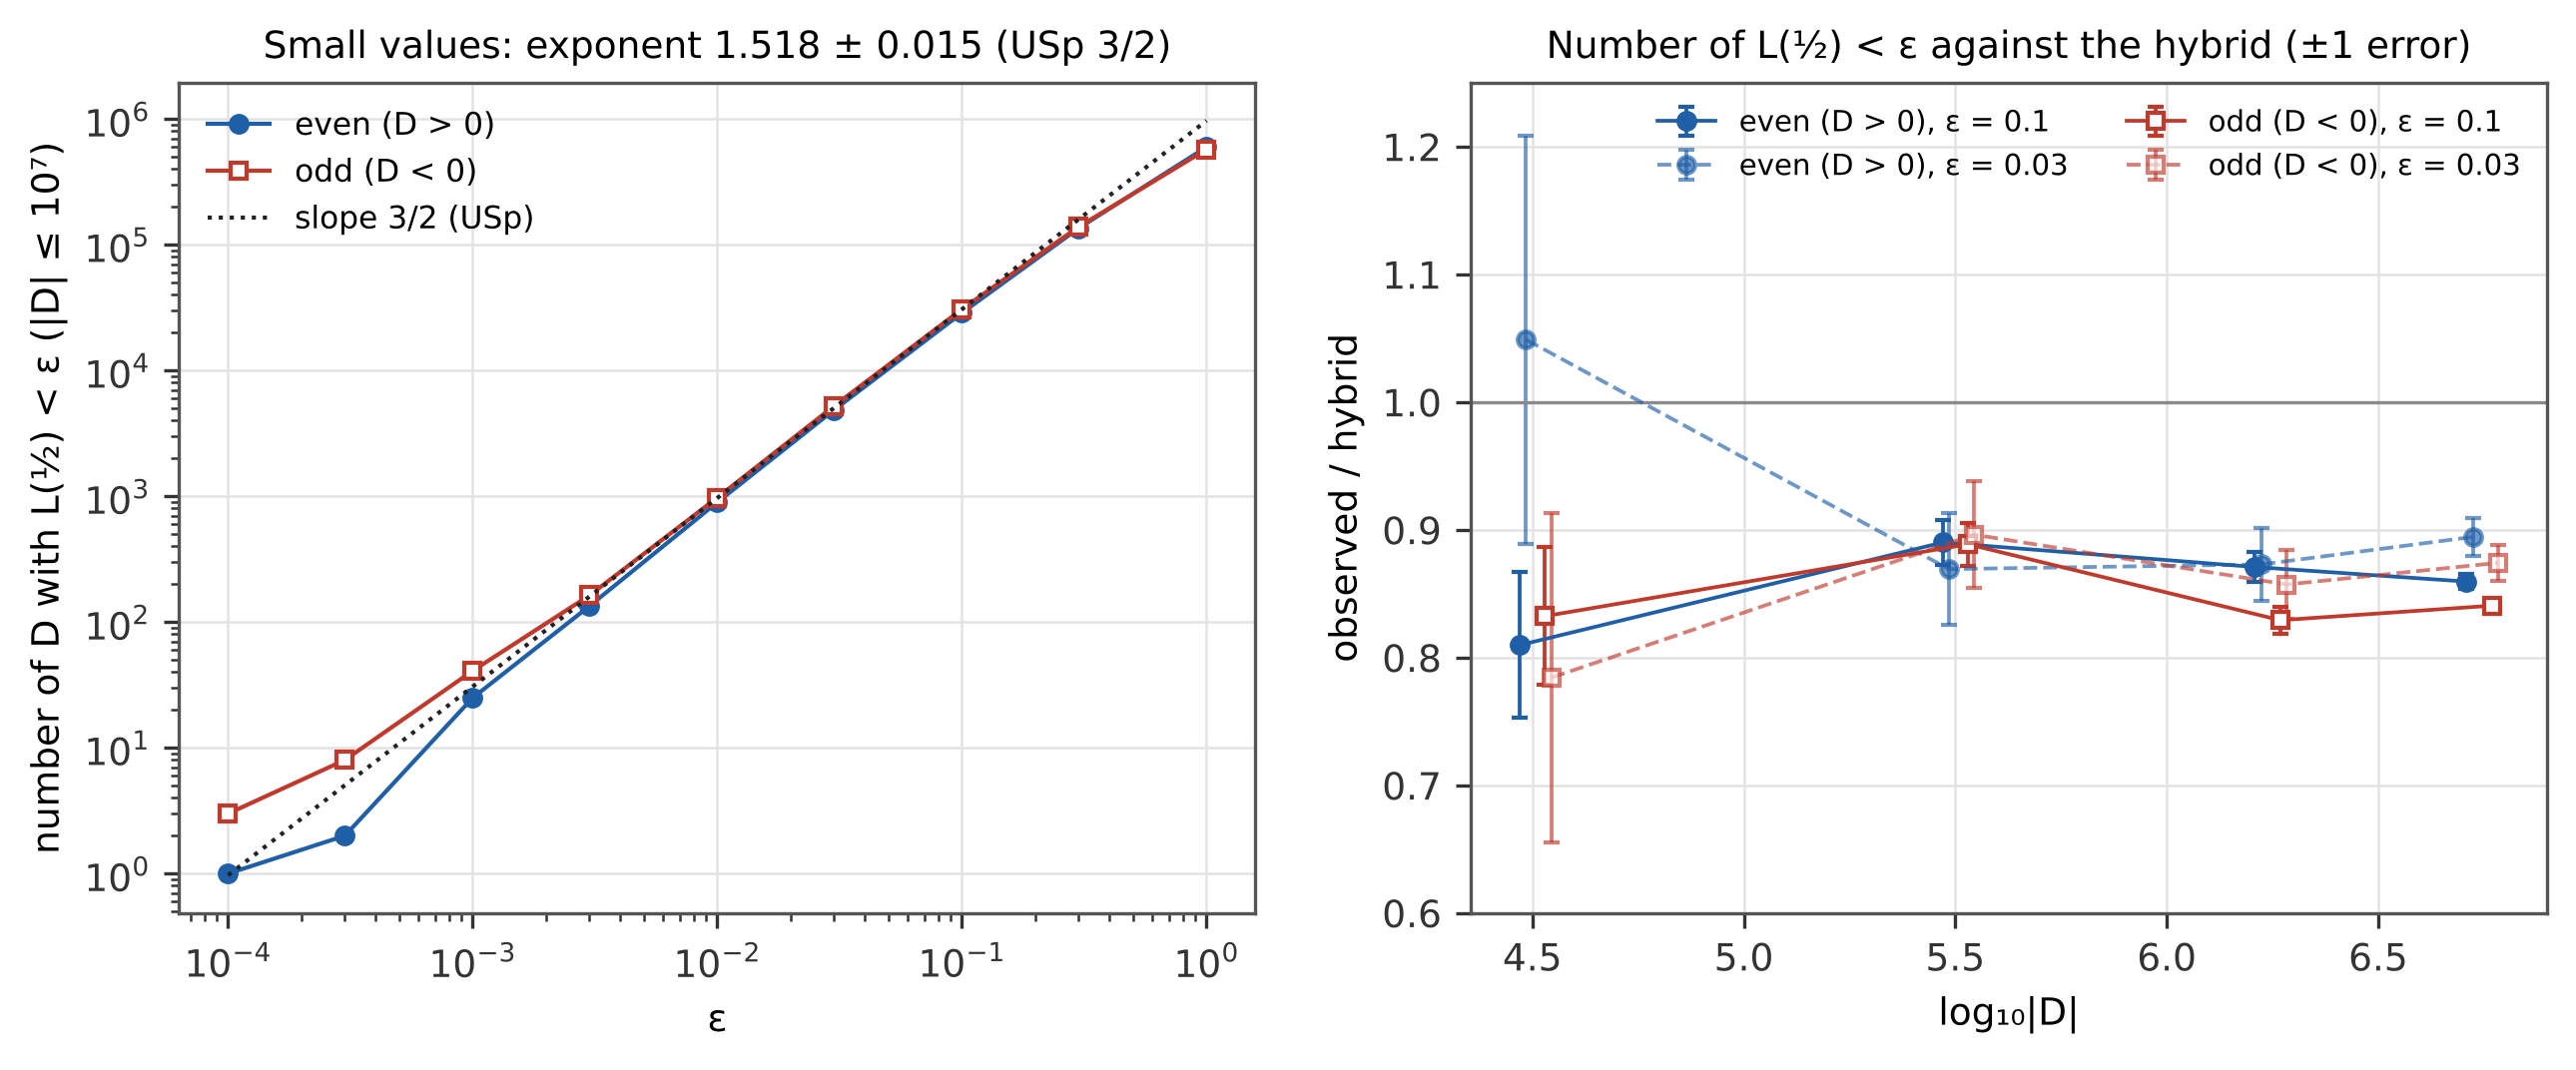 Small values: exponent 1.518 ± 0.015 (USp 3/2)
number of D with L(½) < ε (|D| ≤ 10⁷)
10⁶
10⁵
10⁴
10³
10²
10¹
10⁰
even (D > 0)
odd (D < 0)
slope 3/2 (USp)
10⁻⁴
10⁻³
10⁻²
10⁻¹
10⁰
ε
Number of L(½) < ε against the hybrid (±1 error)
observed / hybrid
1.2
1.1
1.0
0.9
0.8
0.7
0.6
even (D > 0), ε = 0.1
even (D > 0), ε = 0.03
odd (D < 0), ε = 0.1
odd (D < 0), ε = 0.03
4.5
5.0
5.5
6.0
6.5
log₁₀|D|